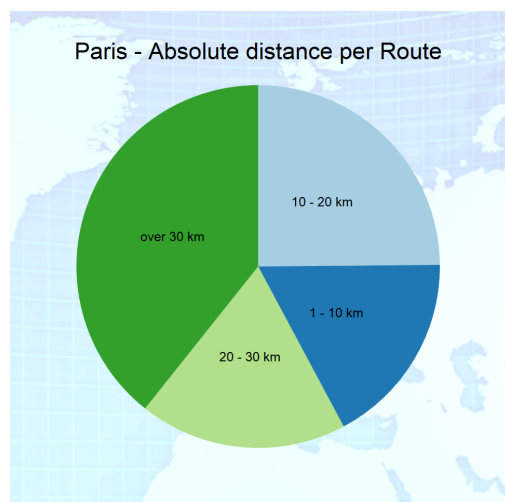 Paris - Absolute distance per Route
10 - 20 km
over 30 km
1 - 10 km
20 - 30 km